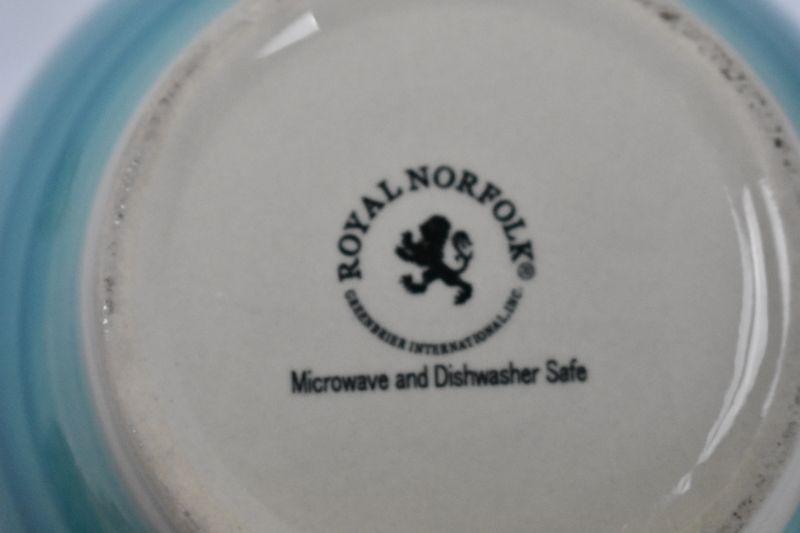 ROYAL NORFOLK®
GREENBRIER INTERNATIONAL, INC.
Microwave and Dishwasher Safe